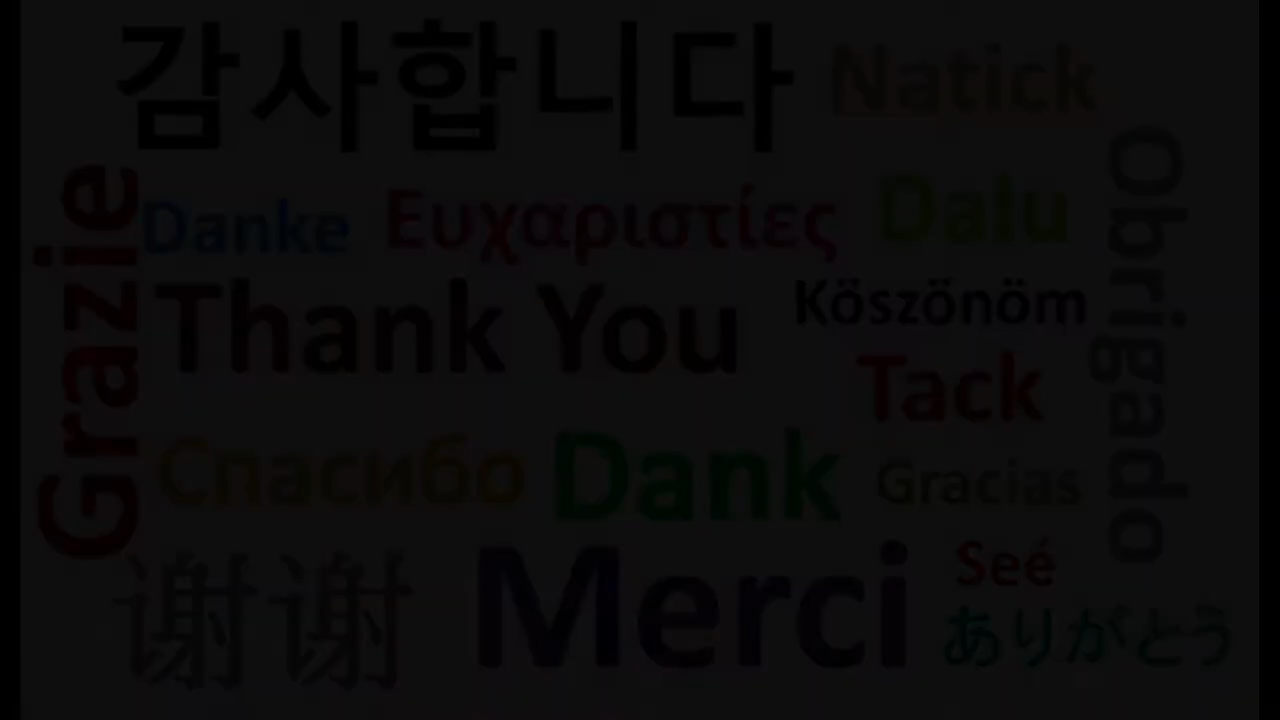 감사합니다
Natick
Grazie
Danke
Ευχαριστίες
Dalu
Obrigado
Thank You
Köszönöm
Tack
Спасибо
Dank
Gracias
谢谢
Merci
Seé
ありがとう